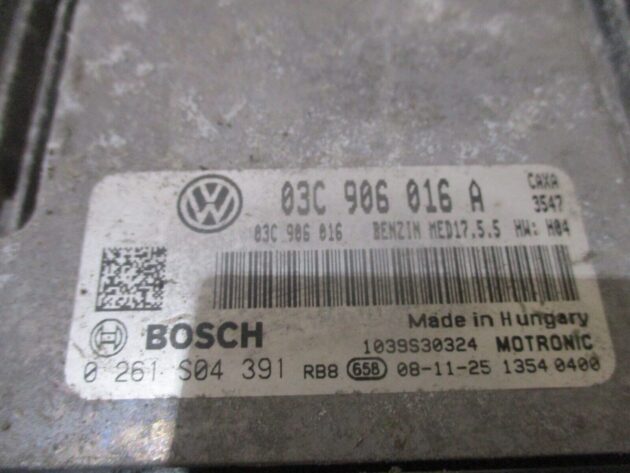 03C 906 016 A CAXA
3547
03C 906 016 BENZIN MED17.5.5 HW: H04
Made in Hungary
BOSCH 1039S30324 MOTRONIC
0 261 S04 391 RB8 658 08-11-25 1354 0400